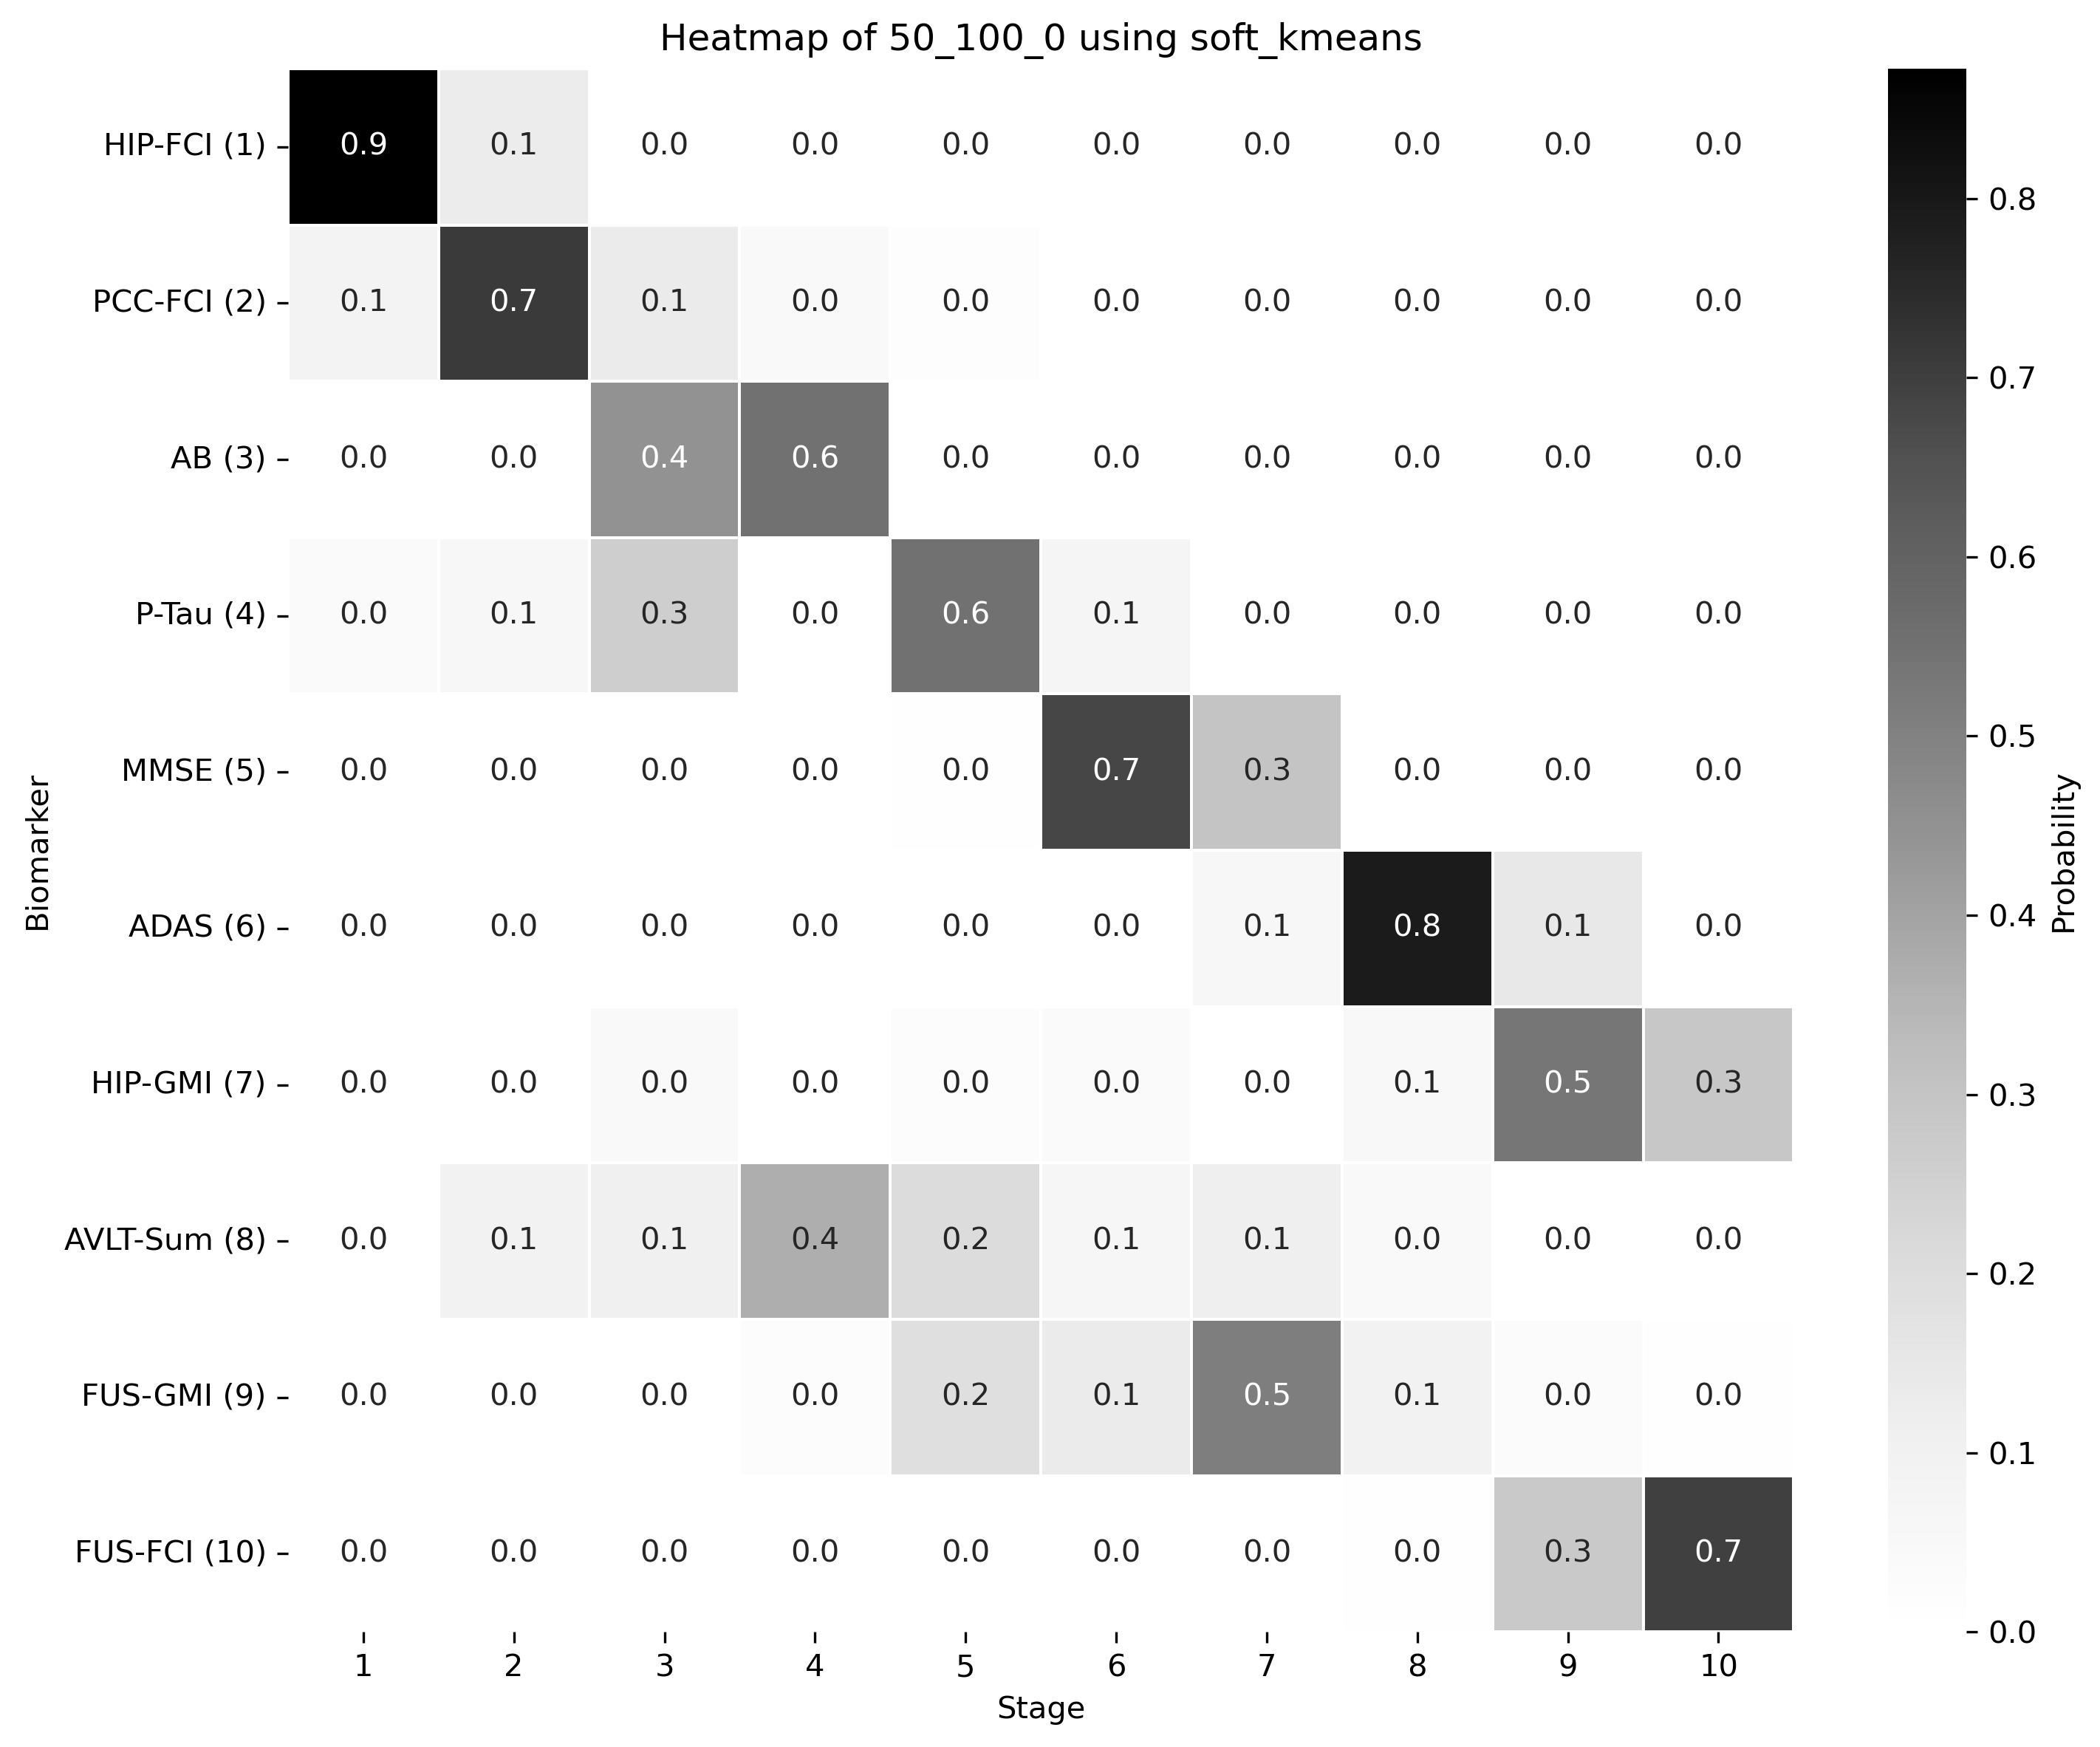 Heatmap of 50_100_0 using soft_kmeans
HIP-FCI (1) 0.9 0.1 0.0 0.0 0.0 0.0 0.0 0.0 0.0 0.0
PCC-FCI (2) 0.1 0.7 0.1 0.0 0.0 0.0 0.0 0.0 0.0 0.0
AB (3) 0.0 0.0 0.4 0.6 0.0 0.0 0.0 0.0 0.0 0.0
P-Tau (4) 0.0 0.1 0.3 0.0 0.6 0.1 0.0 0.0 0.0 0.0
MMSE (5) 0.0 0.0 0.0 0.0 0.0 0.7 0.3 0.0 0.0 0.0
ADAS (6) 0.0 0.0 0.0 0.0 0.0 0.0 0.1 0.8 0.1 0.0
HIP-GMI (7) 0.0 0.0 0.0 0.0 0.0 0.0 0.0 0.1 0.5 0.3
AVLT-Sum (8) 0.0 0.1 0.1 0.4 0.2 0.1 0.1 0.0 0.0 0.0
FUS-GMI (9) 0.0 0.0 0.0 0.0 0.2 0.1 0.5 0.1 0.0 0.0
FUS-FCI (10) 0.0 0.0 0.0 0.0 0.0 0.0 0.0 0.0 0.3 0.7
1 2 3 4 5 6 7 8 9 10
Stage
Biomarker
0.8
0.7
0.6
0.5
0.4
0.3
0.2
0.1
0.0
Probability